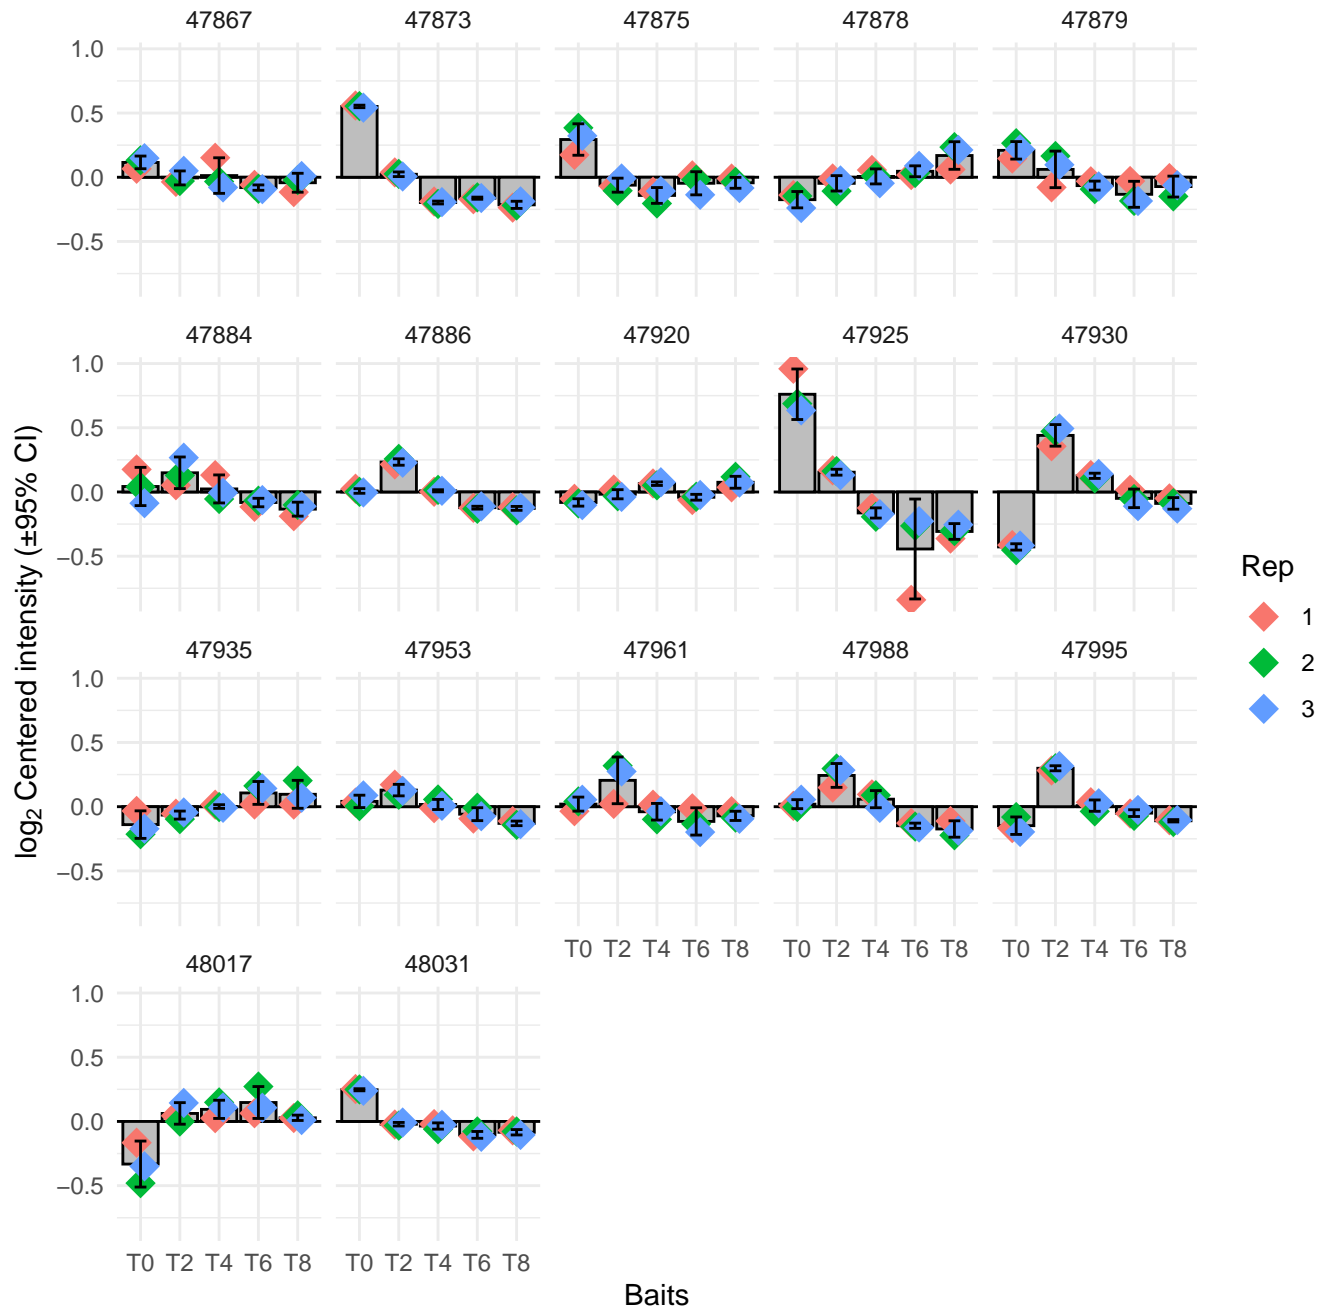 47867 47873 47875 47878 47879
1.0
0.5
0.0
−0.5
47884 47886 47920 47925 47930
1.0
0.5
0.0
−0.5
47935 47953 47961 47988 47995
1.0
0.5
0.0
−0.5
T0 T2 T4 T6 T8 T0 T2 T4 T6 T8 T0 T2 T4 T6 T8
48017 48031
1.0
0.5
0.0
−0.5
T0 T2 T4 T6 T8 T0 T2 T4 T6 T8
Baits
log2 Centered intensity (±95% CI)
Rep
1
2
3